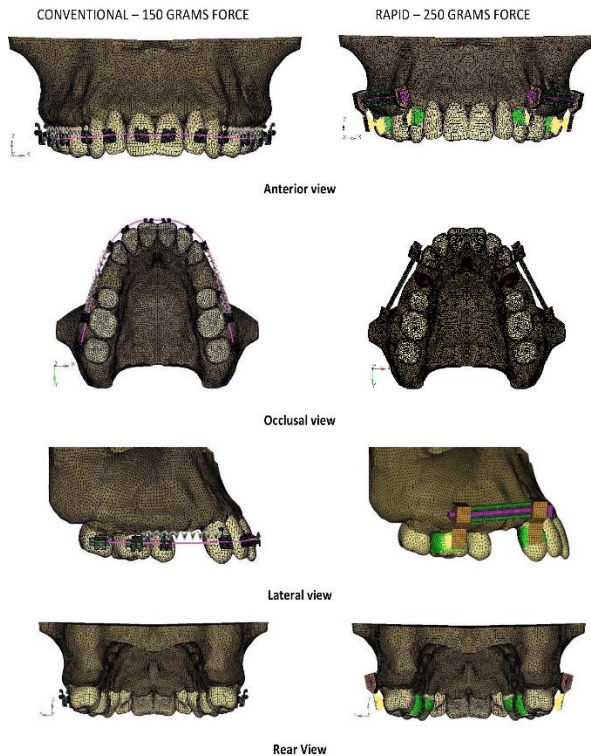 CONVENTIONAL – 150 GRAMS FORCE
RAPID – 250 GRAMS FORCE
Anterior view
Occlusal view
Lateral view
Rear View